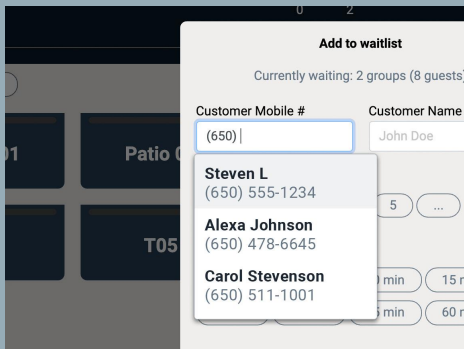 0 2
Add to waitlist
Currently waiting: 2 groups (8 guests)
Customer Mobile # Customer Name
(650) John Doe
01 Patio
Steven L
(650) 555-1234
5 ...
Alexa Johnson
(650) 478-6645
T05
Carol Stevenson
min 15
(650) 511-1001
min 60